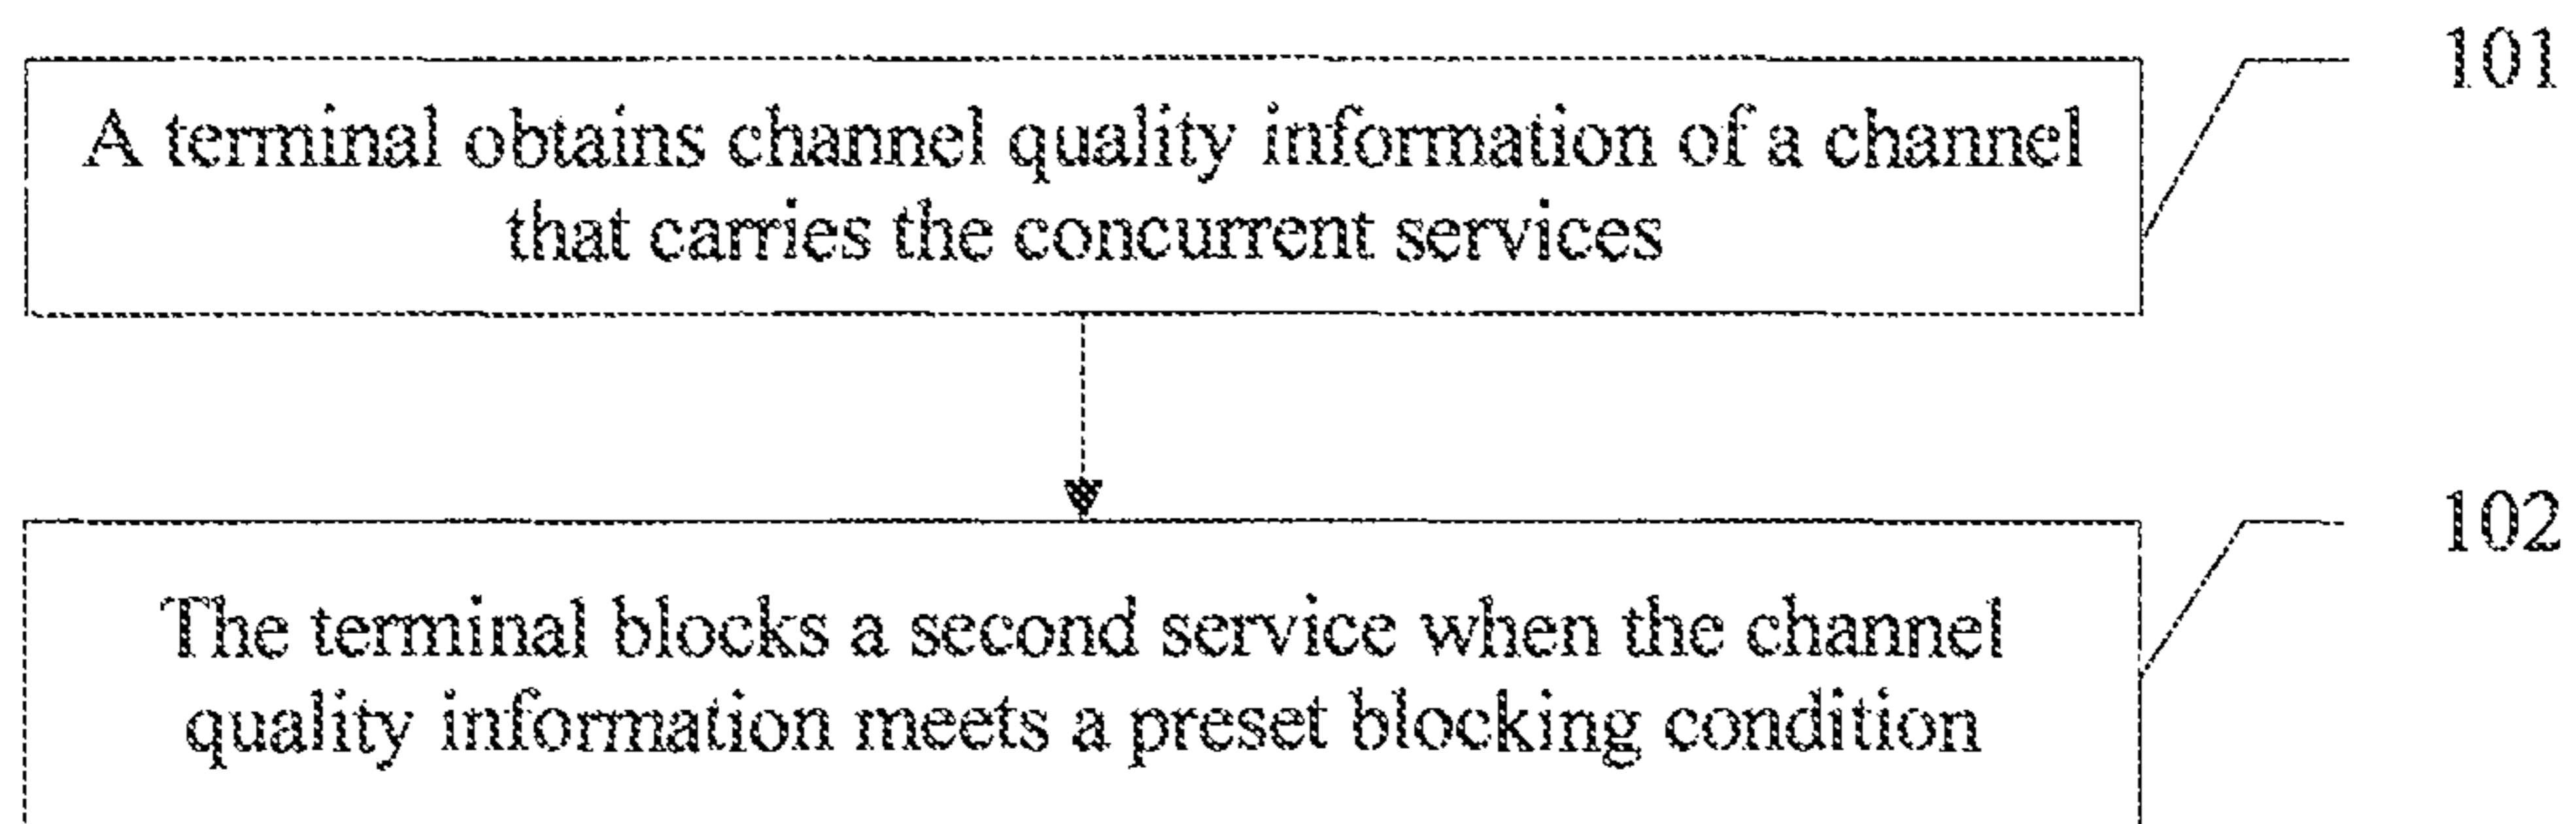 101
A terminal obtains channel quality information of a channel
that carries the concurrent services
102
The terminal blocks a second service when the channel
quality information meets a preset blocking condition